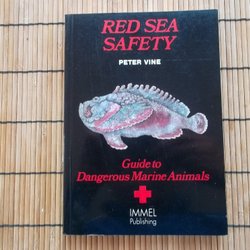 RED SEA
SAFETY
PETER VINE
Guide to
Dangerous Marine Animals
IMMEL
Publishing